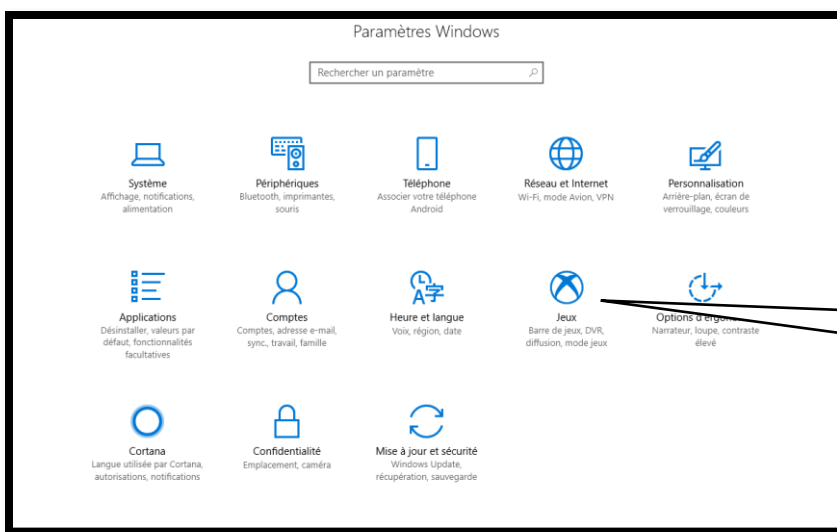 Paramètres Windows
Rechercher un paramètre
Système
Affichage, notifications,
alimentation
Périphériques
Bluetooth, imprimantes,
souris
Téléphone
Associer votre téléphone
Android
Réseau et Internet
Wi-Fi, mode Avion, VPN
Personnalisation
Arrière-plan, écran de
verrouillage, couleurs
Applications
Désinstaller, valeurs par
défaut, fonctionnalités
facultatives
Comptes
Comptes, adresse e-mail,
sync., travail, famille
Heure et langue
Voix, région, date
Jeux
Barre de jeux, DVR,
diffusion, mode jeux
Options
Narrateur, loupe, contraste
élevé
Cortana
Langue utilisée par Cortana,
autorisations, notifications
Confidentialité
Emplacement, caméra
Mise à jour et sécurité
Windows Update,
récupération, sauvegarde